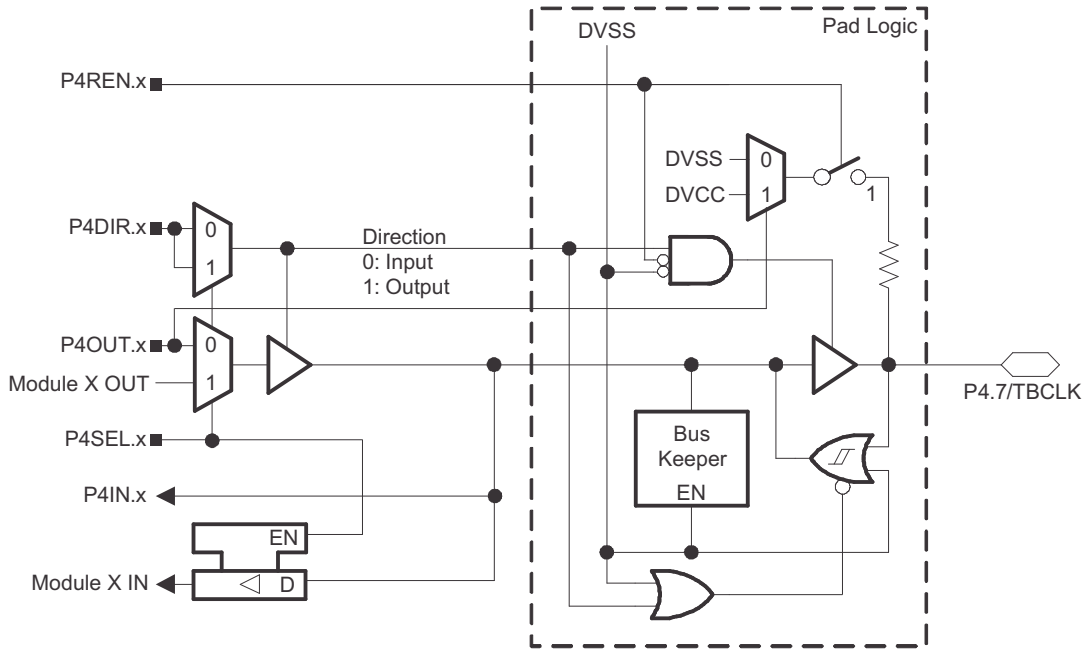 DVSS
Pad Logic
P4REN.x
DVSS
0
DVCC
1
1
P4DIR.x
0
1
Direction
0: Input
1: Output
P4OUT.x
0
Module X OUT
1
P4.7/TBCLK
P4SEL.x
Bus
Keeper
EN
P4IN.x
EN
Module X IN
D